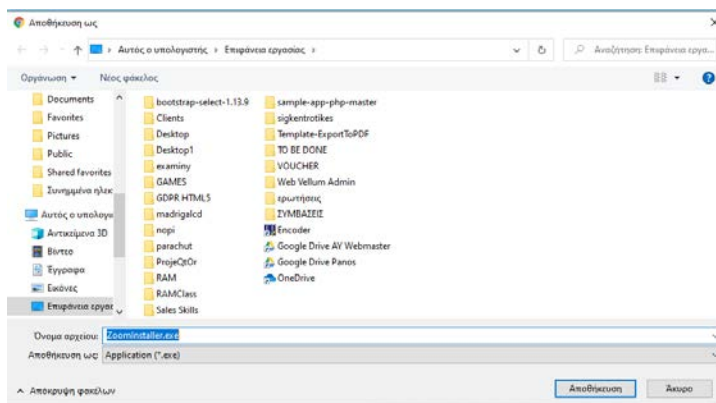 Αποθήκευση ως
Αυτός ο υπολογιστής › Επιφάνεια εργασίας ›
Αναζήτηση: Επιφάνεια εργα...
Οργάνωση
Νέος φάκελος
Documents
Favorites
Pictures
Public
Shared favorites
Συνημμένα ηλεκ
Αυτός ο υπολογι
Αντικείμενα 3D
Βίντεο
Έγγραφα
Εικόνες
Επιφάνεια εργασ
bootstrap-select-1.13.9
Clients
Desktop
Desktop1
examiny
GAMES
GDPR HTML5
madrigalcd
nopi
parachut
ProjeQtOr
RAM
RAMClass
Sales Skills
sample-app-php-master
sigkentrotikes
Template-ExportToPDF
TO BE DONE
VOUCHER
Web Vellum Admin
ερωτήσεις
ΣΥΜΒΑΣΕΙΣ
Encoder
Google Drive AY Webmaster
Google Drive Panos
OneDrive
Όνομα αρχείου: ZoomInstaller.exe
Αποθήκευση ως: Application (*.exe)
Απόκρυψη φακέλων
Αποθήκευση
Άκυρο